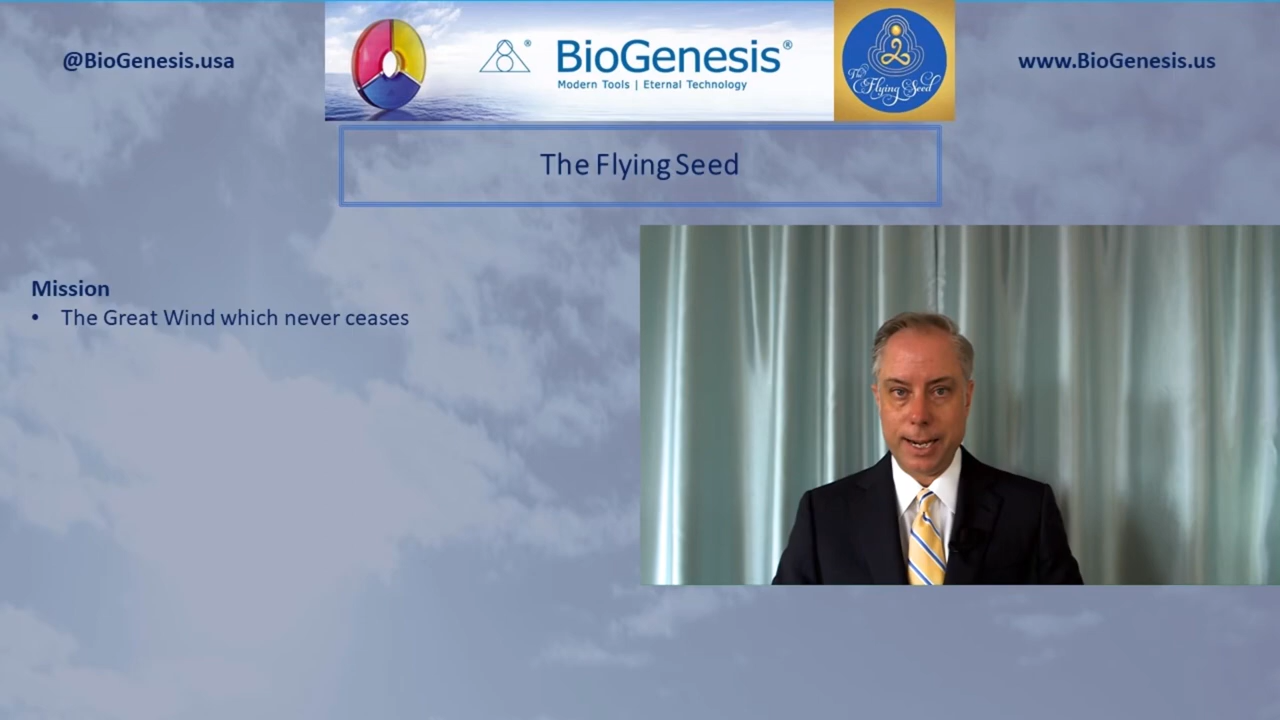 @BioGenesis.usa
BioGenesis®
Modern Tools | Eternal Technology
®
The
Flying Seed
www.BioGenesis.us
The Flying Seed
Mission
• The Great Wind which never ceases